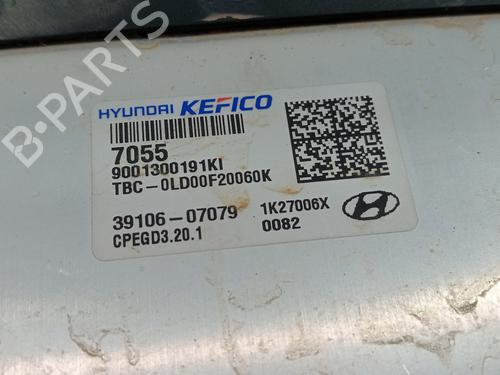 HYUNDAI KEFICO
7055
9001300191KI
TBC-0LD00F20060K
39106-07079 1K27006X
CPEGD3.20.1 0082
B-PARTS